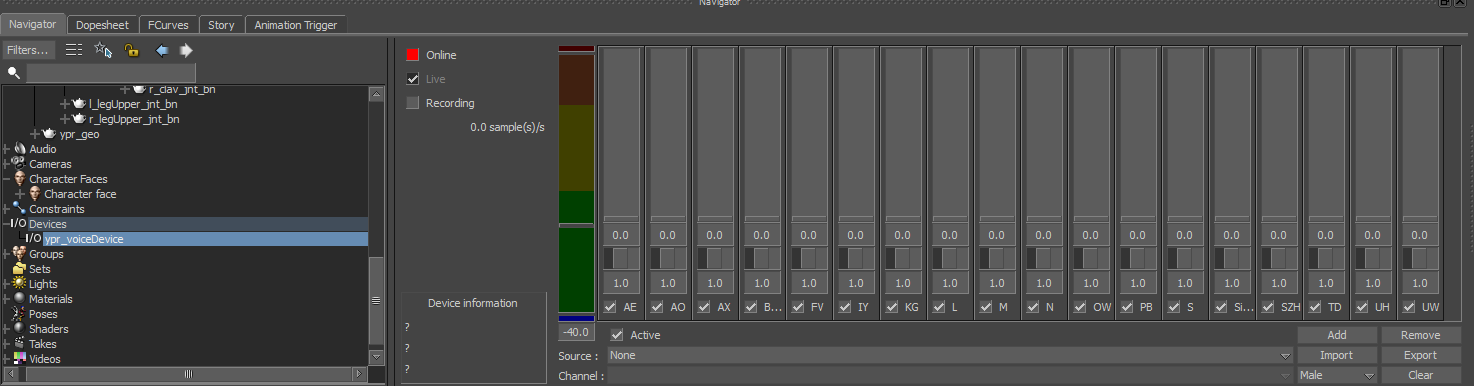 Navigator
Navigator Dopesheet FCurves Story Animation Trigger
Filters...
r_clav_jnt_bn
l_legUpper_jnt_bn
r_legUpper_jnt_bn
ypr_geo
Audio
Cameras
Character Faces
Character face
Constraints
I/O Devices
I/O ypr_voiceDevice
Groups
Sets
Lights
Materials
Poses
Shaders
Takes
Videos
Online
Live
Recording
0.0 sample(s)/s
Device information
?
?
?
0.0 0.0 0.0 0.0 0.0 0.0 0.0 0.0 0.0 0.0 0.0 0.0 0.0 0.0 0.0 0.0 0.0 0.0
1.0 1.0 1.0 1.0 1.0 1.0 1.0 1.0 1.0 1.0 1.0 1.0 1.0 1.0 1.0 1.0 1.0 1.0
AE AO AX B... FV IY KG L M N OW PB S Si... SZH TD UH UW
-40.0 Active Add Remove
Source : None Import Export
Channel : Male Clear